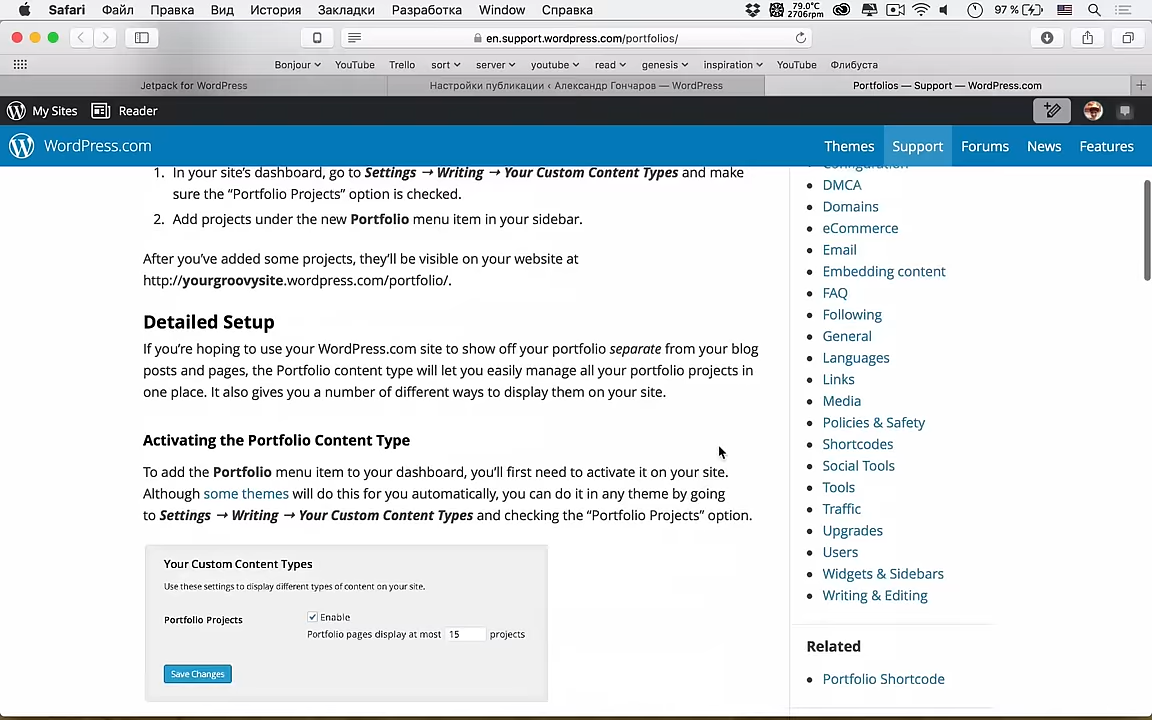 Safari Файл Правка Вид История Закладки Разработка Window Справка 79.0°C 2706rpm 97 %
en.support.wordpress.com/portfolios/
Bonjour YouTube Trello sort server youtube read genesis inspiration YouTube Флибуста
Jetpack for WordPress Настройки публикации ‹ Александр Гончаров — WordPress Portfolios — Support — WordPress.com
My Sites Reader
WordPress.com Themes Support Forums News Features
1. In your site's dashboard, go to Settings → Writing → Your Custom Content Types and make
sure the “Portfolio Projects” option is checked.
2. Add projects under the new Portfolio menu item in your sidebar.
After you’ve added some projects, they’ll be visible on your website at
http://yourgroovysite.wordpress.com/portfolio/.
Detailed Setup
If you’re hoping to use your WordPress.com site to show off your portfolio separate from your blog
posts and pages, the Portfolio content type will let you easily manage all your portfolio projects in
one place. It also gives you a number of different ways to display them on your site.
Activating the Portfolio Content Type
To add the Portfolio menu item to your dashboard, you’ll first need to activate it on your site.
Although some themes will do this for you automatically, you can do it in any theme by going
to Settings → Writing → Your Custom Content Types and checking the “Portfolio Projects” option.
Your Custom Content Types
Use these settings to display different types of content on your site.
Portfolio Projects
Enable
Portfolio pages display at most 15 projects
Save Changes
Configuration
DMCA
Domains
eCommerce
Email
Embedding content
FAQ
Following
General
Languages
Links
Media
Policies & Safety
Shortcodes
Social Tools
Tools
Traffic
Upgrades
Users
Widgets & Sidebars
Writing & Editing
Related
Portfolio Shortcode